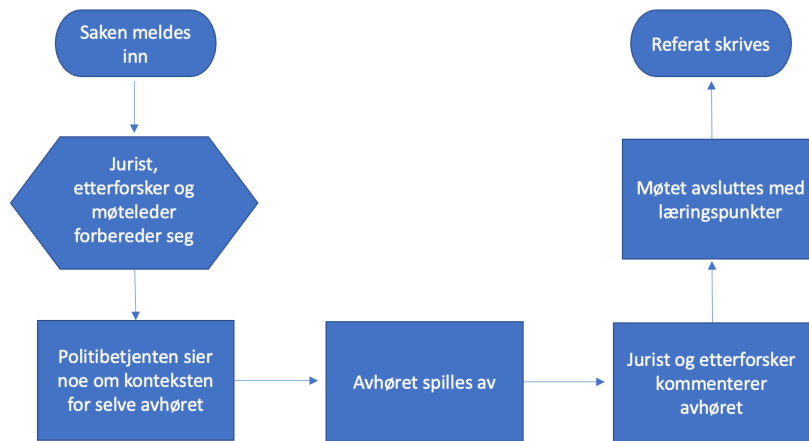 Saken meldes
inn
Jurist,
etterforsker og
møteleder
forbereder seg
Politibetjenten sier
noe om konteksten
for selve avhøret
Avhøret spilles av
Jurist og etterforsker
kommenterer
avhøret
Møtet avsluttes med
læringspunkter
Referat skrives